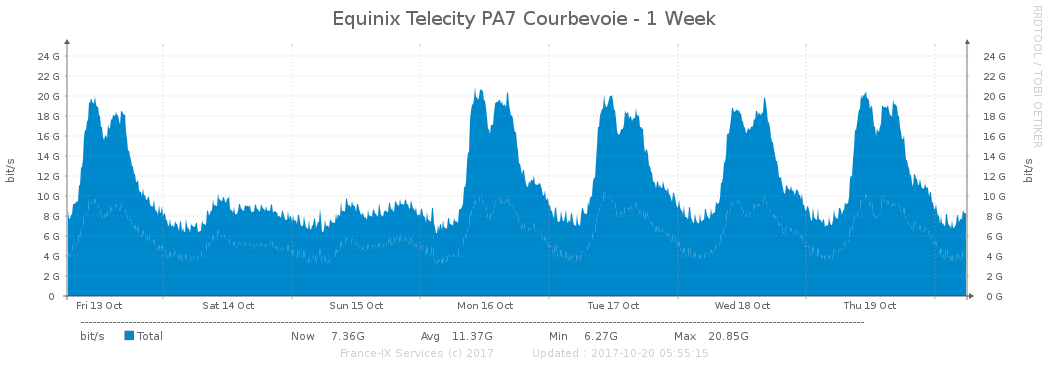 Equinix Telecity PA7 Courbevoie - 1 Week
RRDTOOL / TOBI OETIKER
bit/s
24 G 24 G
22 G 22 G
20 G 20 G
18 G 18 G
16 G 16 G
14 G 14 G
12 G 12 G
10 G 10 G
8 G 8 G
6 G 6 G
4 G 4 G
2 G 2 G
0 0 G
bit/s
Fri 13 Oct Sat 14 Oct Sun 15 Oct Mon 16 Oct Tue 17 Oct Wed 18 Oct Thu 19 Oct
bit/s Total Now 7.36G Avg 11.37G Min 6.27G Max 20.85G
France-IX Services (c) 2017 Updated : 2017-10-20 05:55:15